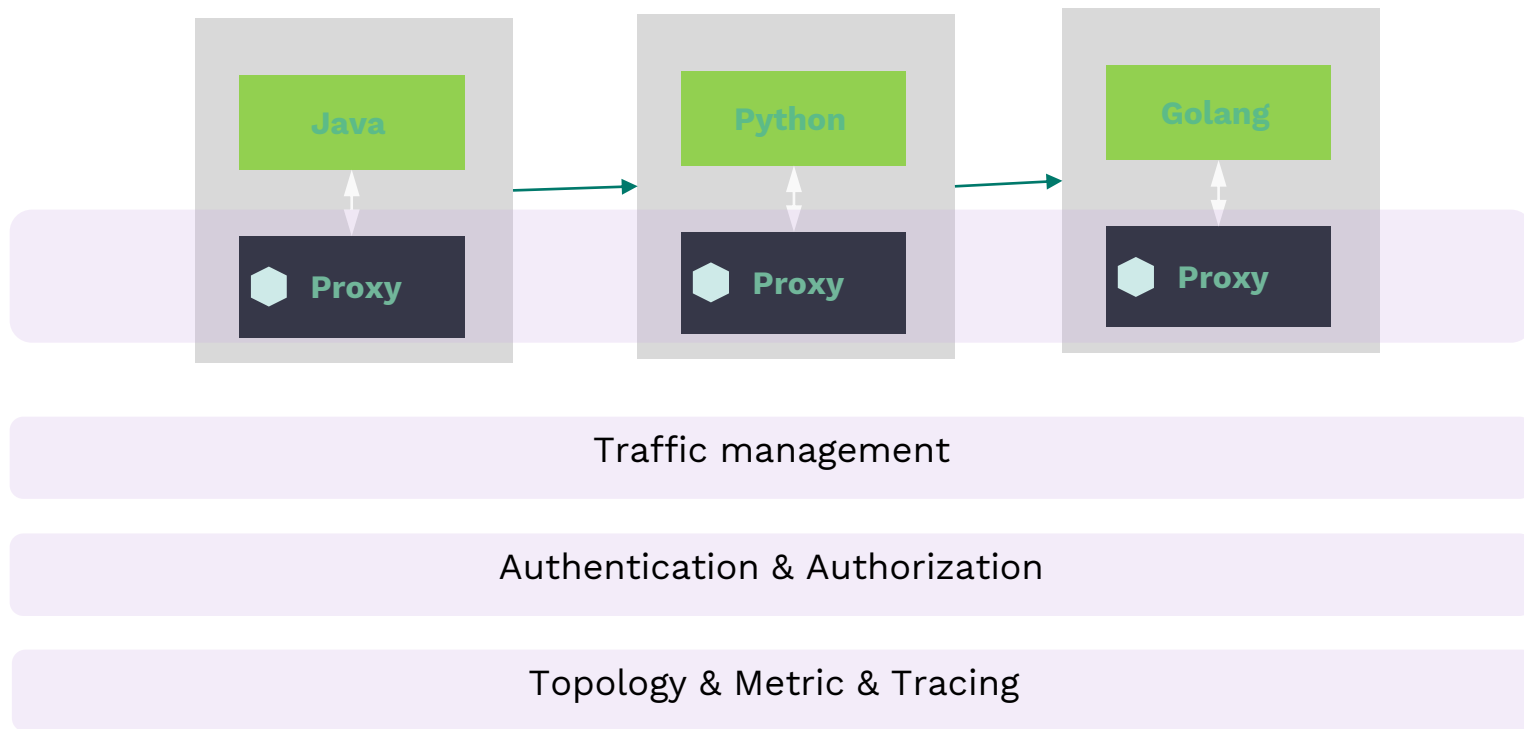 Java
Python
Golang
Proxy
Proxy
Proxy
Traffic management
Authentication & Authorization
Topology & Metric & Tracing